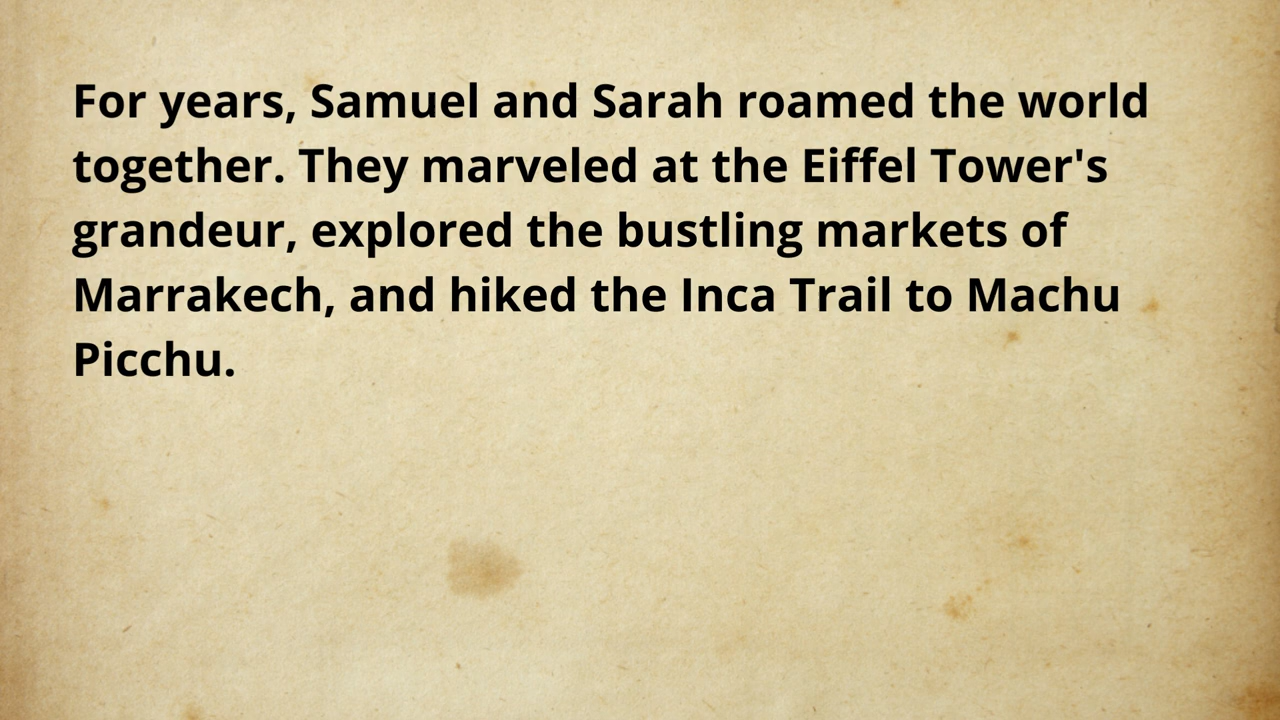 For years, Samuel and Sarah roamed the world
together. They marveled at the Eiffel Tower's
grandeur, explored the bustling markets of
Marrakech, and hiked the Inca Trail to Machu
Picchu.